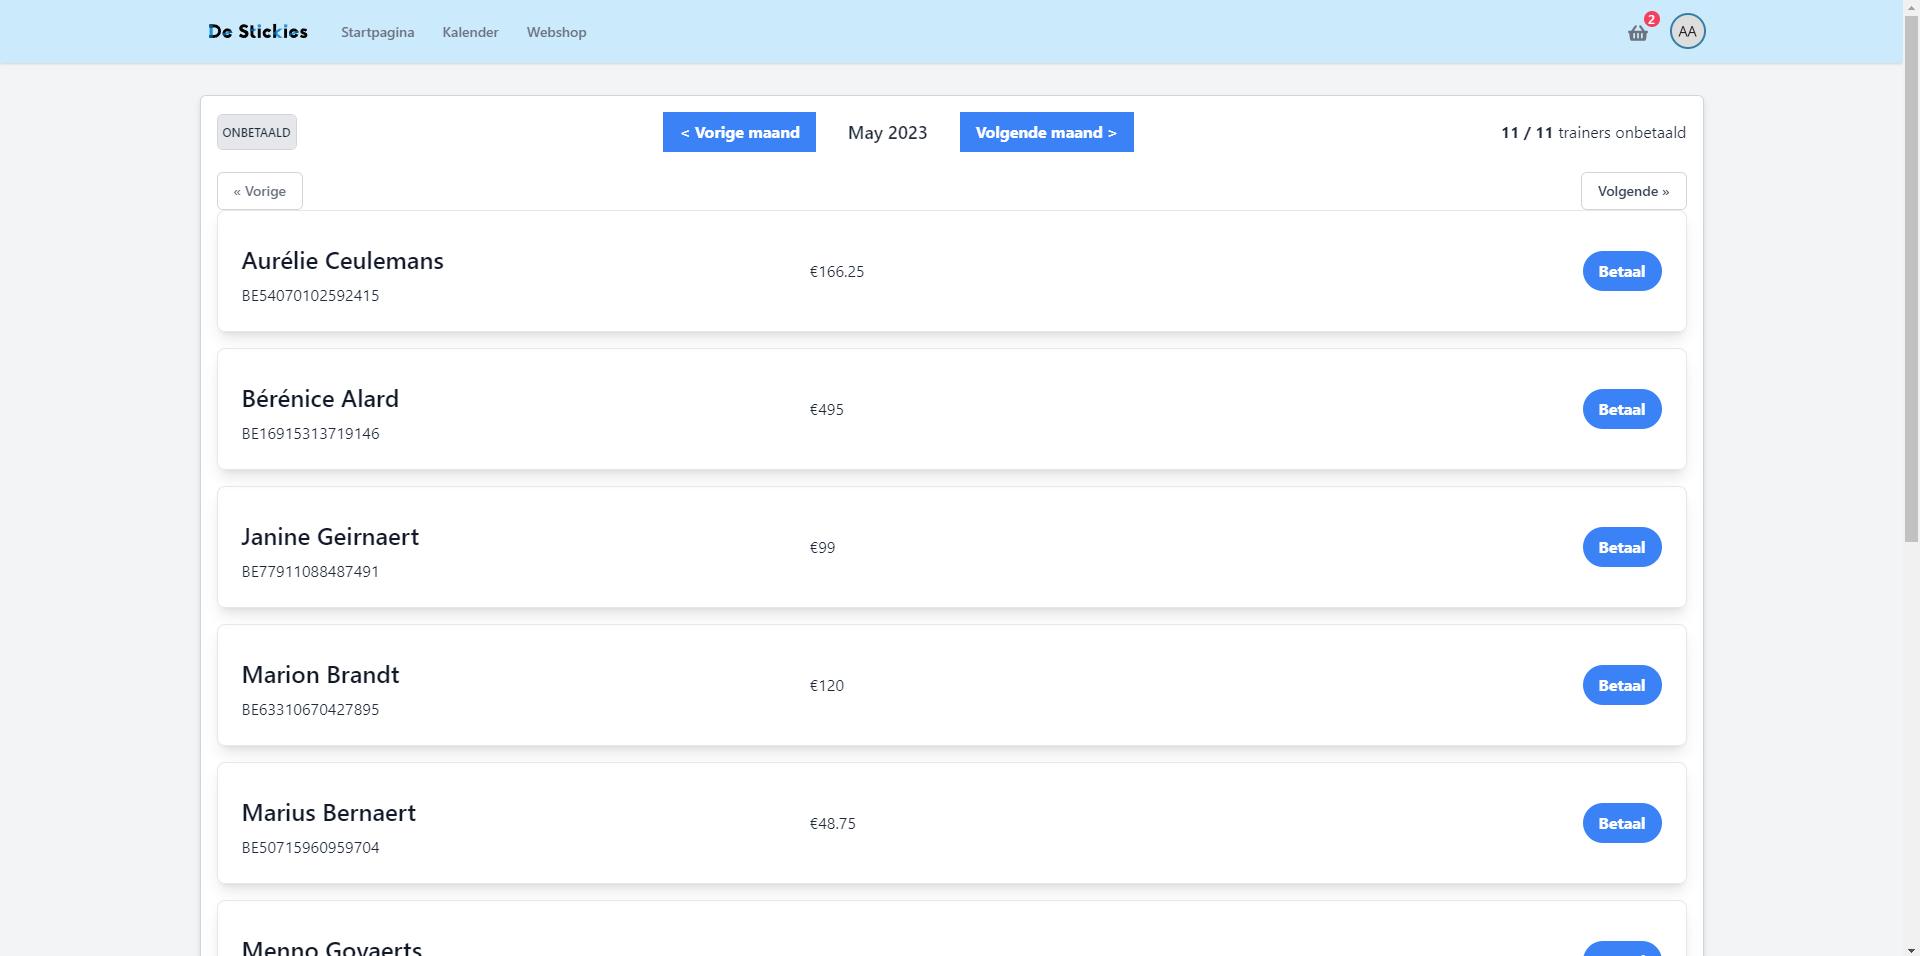 De Stickies Startpagina Kalender Webshop 2 AA
ONBETAALD < Vorige maand May 2023 Volgende maand > 11 / 11 trainers onbetaald
« Vorige Volgende »
Aurélie Ceulemans
€166.25 Betaal
BE54070102592415
Bérénice Alard
€495 Betaal
BE16915313719146
Janine Geirnaert
€99 Betaal
BE77911088487491
Marion Brandt
€120 Betaal
BE63310670427895
Marius Bernaert
€48.75 Betaal
BE50715960959704
Menno Govaerts